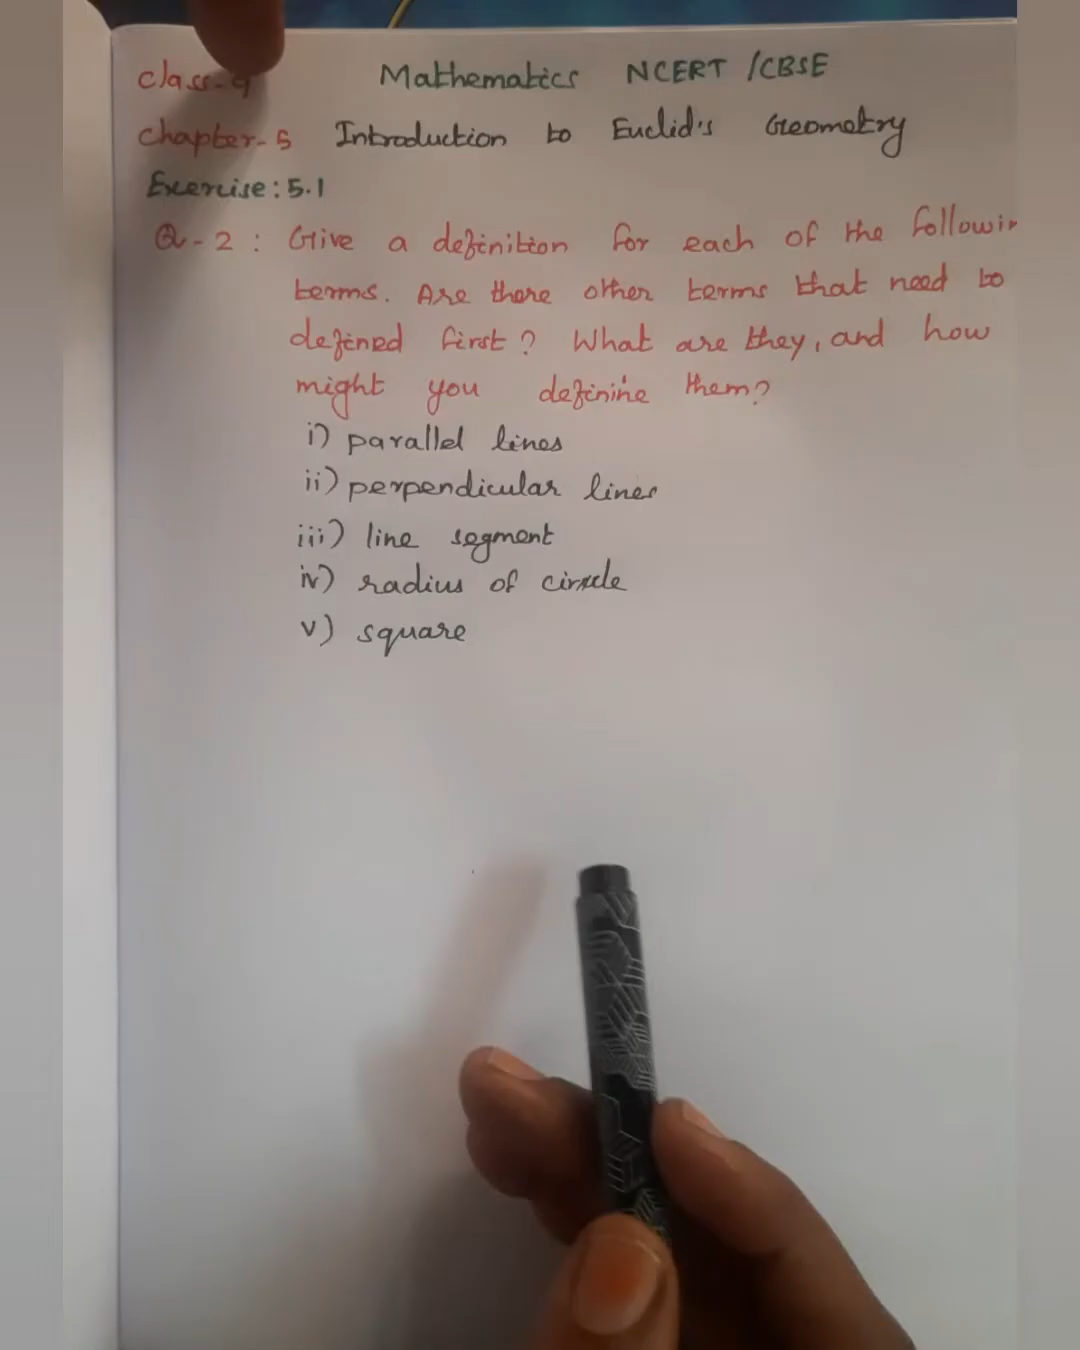 class-9 Mathematics NCERT /CBSE
Chapter-5 Introduction to Euclid's Geometry
Exercise: 5.1
Q-2: Give a definition for each of the followin
terms. Are there other terms that need to
defined first? What are they, and how
might you definine them?
i) parallel lines
ii) perpendicular lines
iii) line segment
iv) radius of circle
v) square